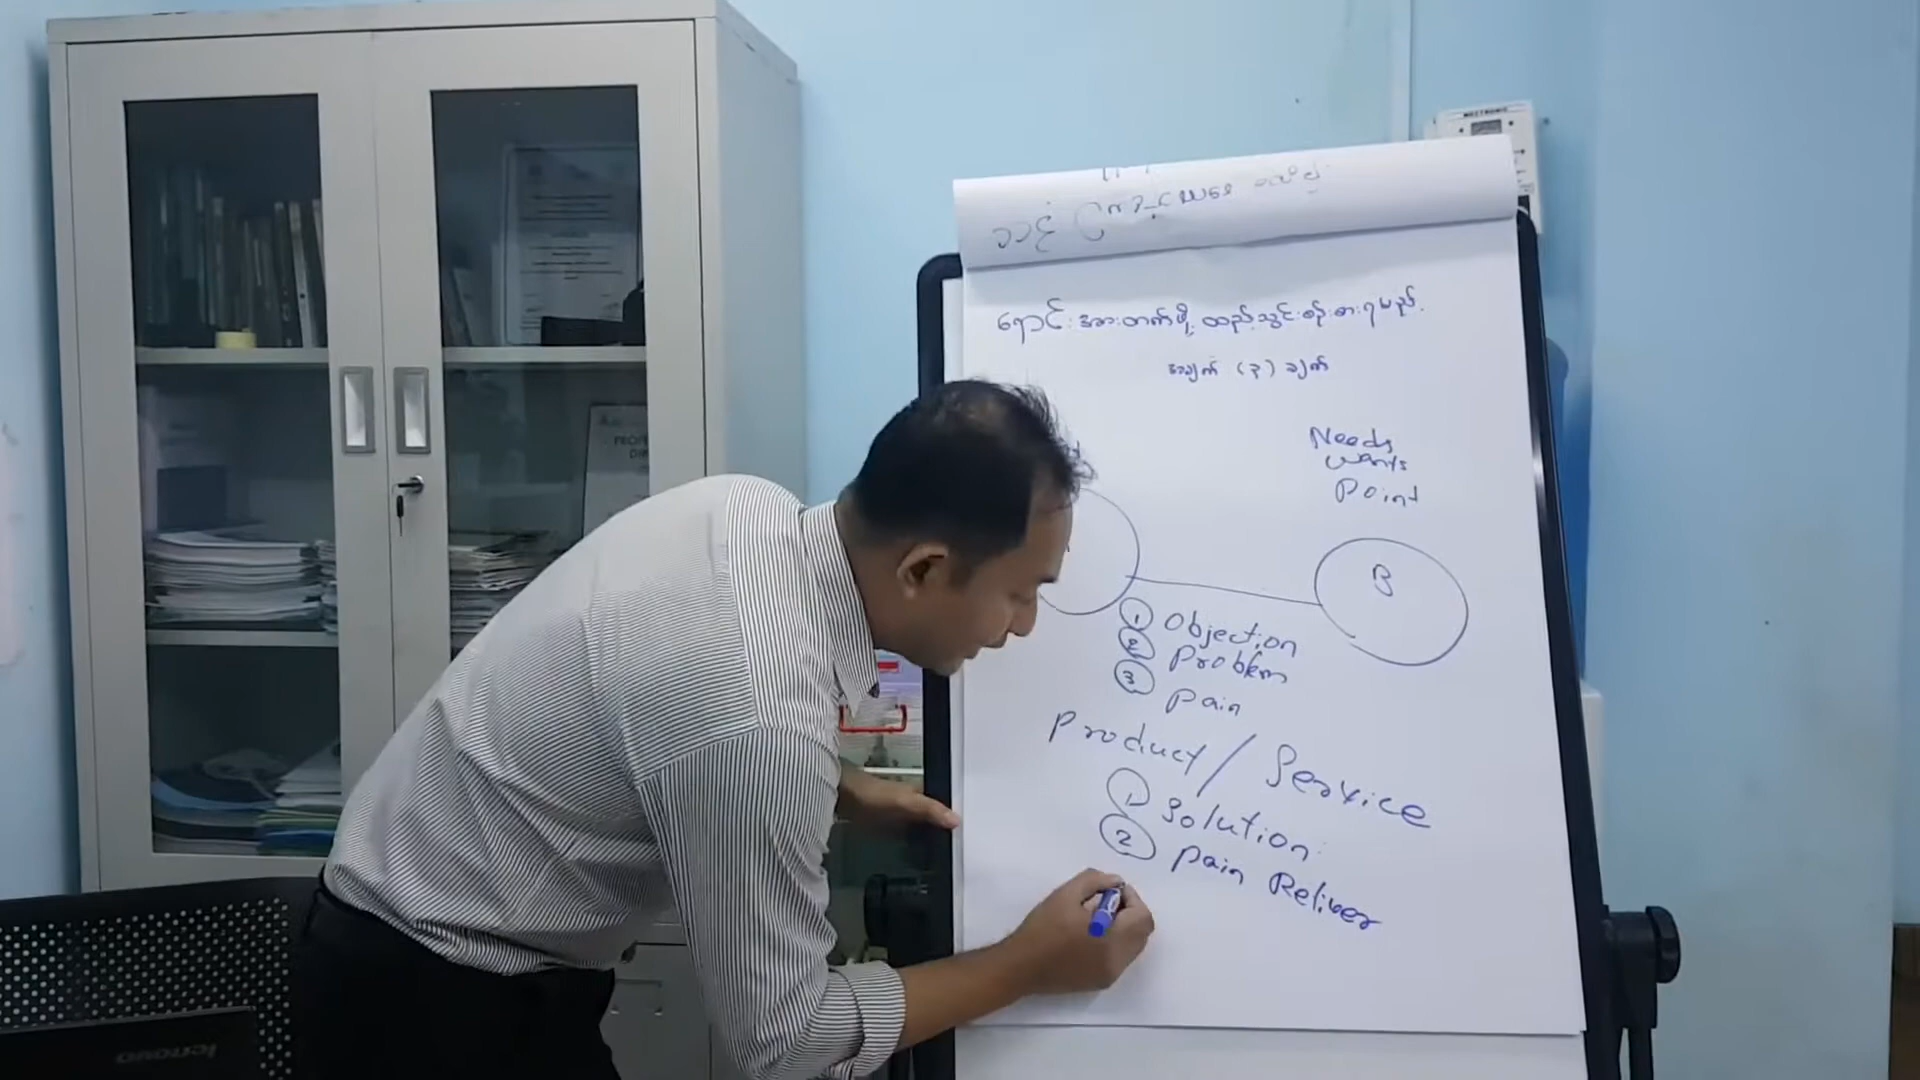 ရောင်းအားတက်ဖို့ ထည့်သွင်းစဉ်းစားရမည့်
အချက် (၃) ချက်
Needs
wants
Point
B
1 Objection
2 Problem
3 Pain
Product / Service
1 Solution
2 Pain Reliver
lenovo